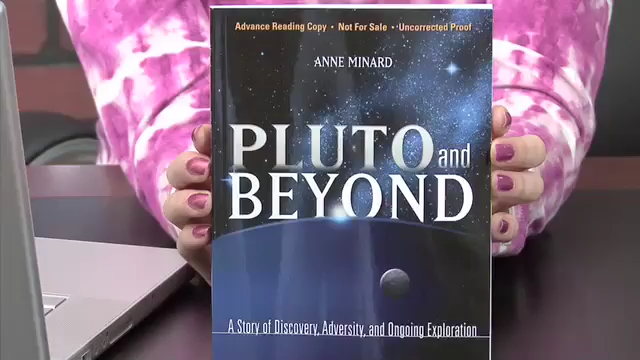 Advance Reading Copy • Not For Sale • Uncorrected Proof
ANNE MINARD
PLUTO and
BEYOND
A Story of Discovery, Adversity, and Ongoing Exploration